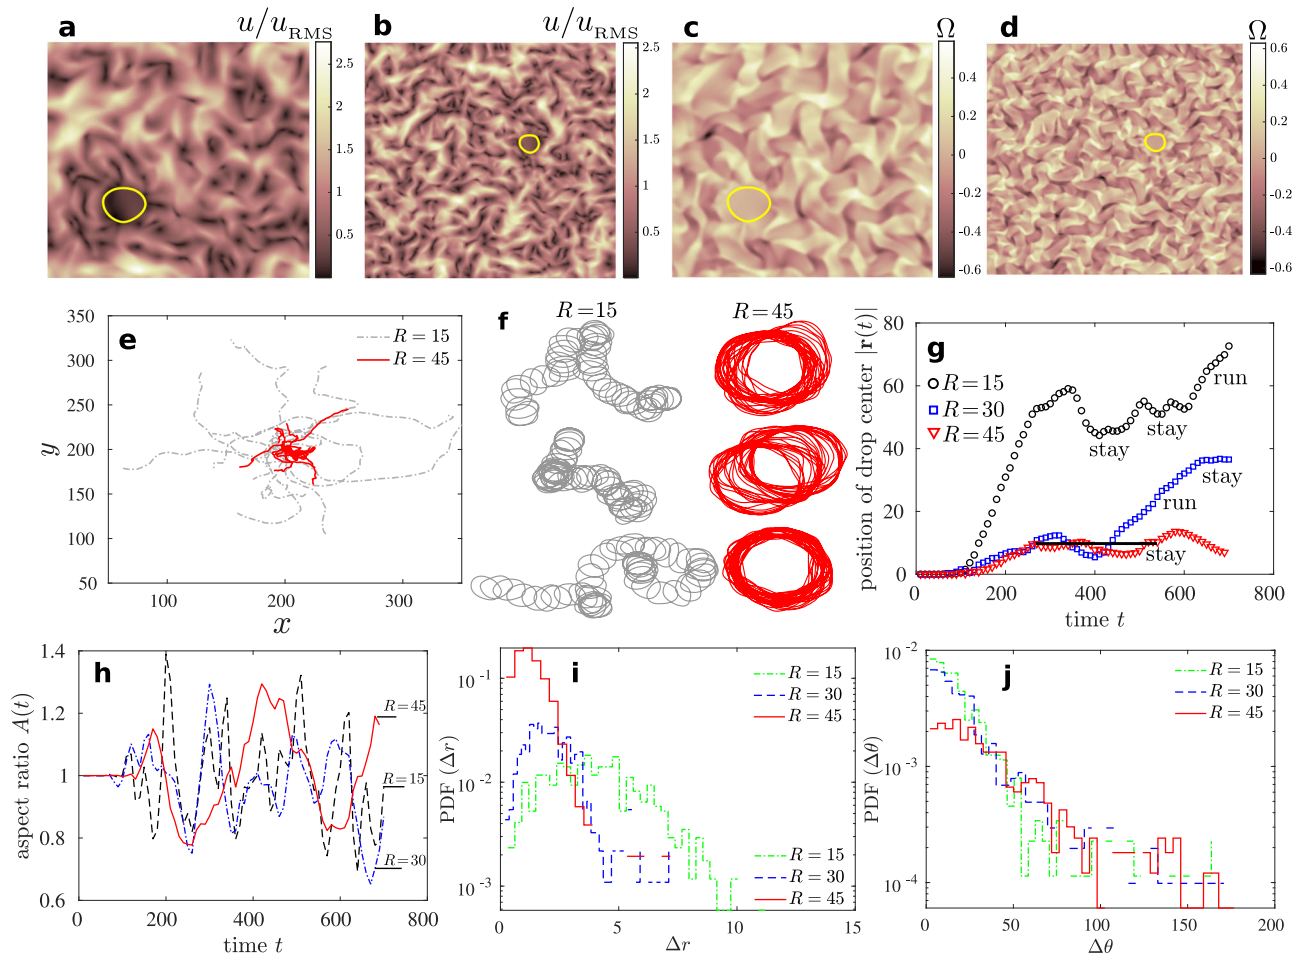 a u/u_RMS b u/u_RMS c Ω d Ω
2.5 2 1.5 1 0.5
2.5 2 1.5 1 0.5
0.4 0.2 0 -0.2 -0.4 -0.6
0.6 0.4 0.2 0 -0.2 -0.4 -0.6
e
R = 15
R = 45
y
350
300
250
200
150
100
50
100 200 300
x
f R=15 R=45
g
position of drop center |r(t)|
80
60
40
20
0
R = 15
R = 30
R = 45
run
stay
stay
run
stay
stay
0 200 400 600 800
time t
h
aspect ratio A(t)
1.4
1.2
1
0.8
0.6
R=45
R=15
R=30
0 200 400 600 800
time t
i
PDF (Δr)
10⁻¹
10⁻²
10⁻³
R = 15
R = 30
R = 45
R = 15
R = 30
R = 45
0 5 10 15
Δr
j
PDF (Δθ)
10⁻²
10⁻³
10⁻⁴
R = 15
R = 30
R = 45
0 50 100 150 200
Δθ